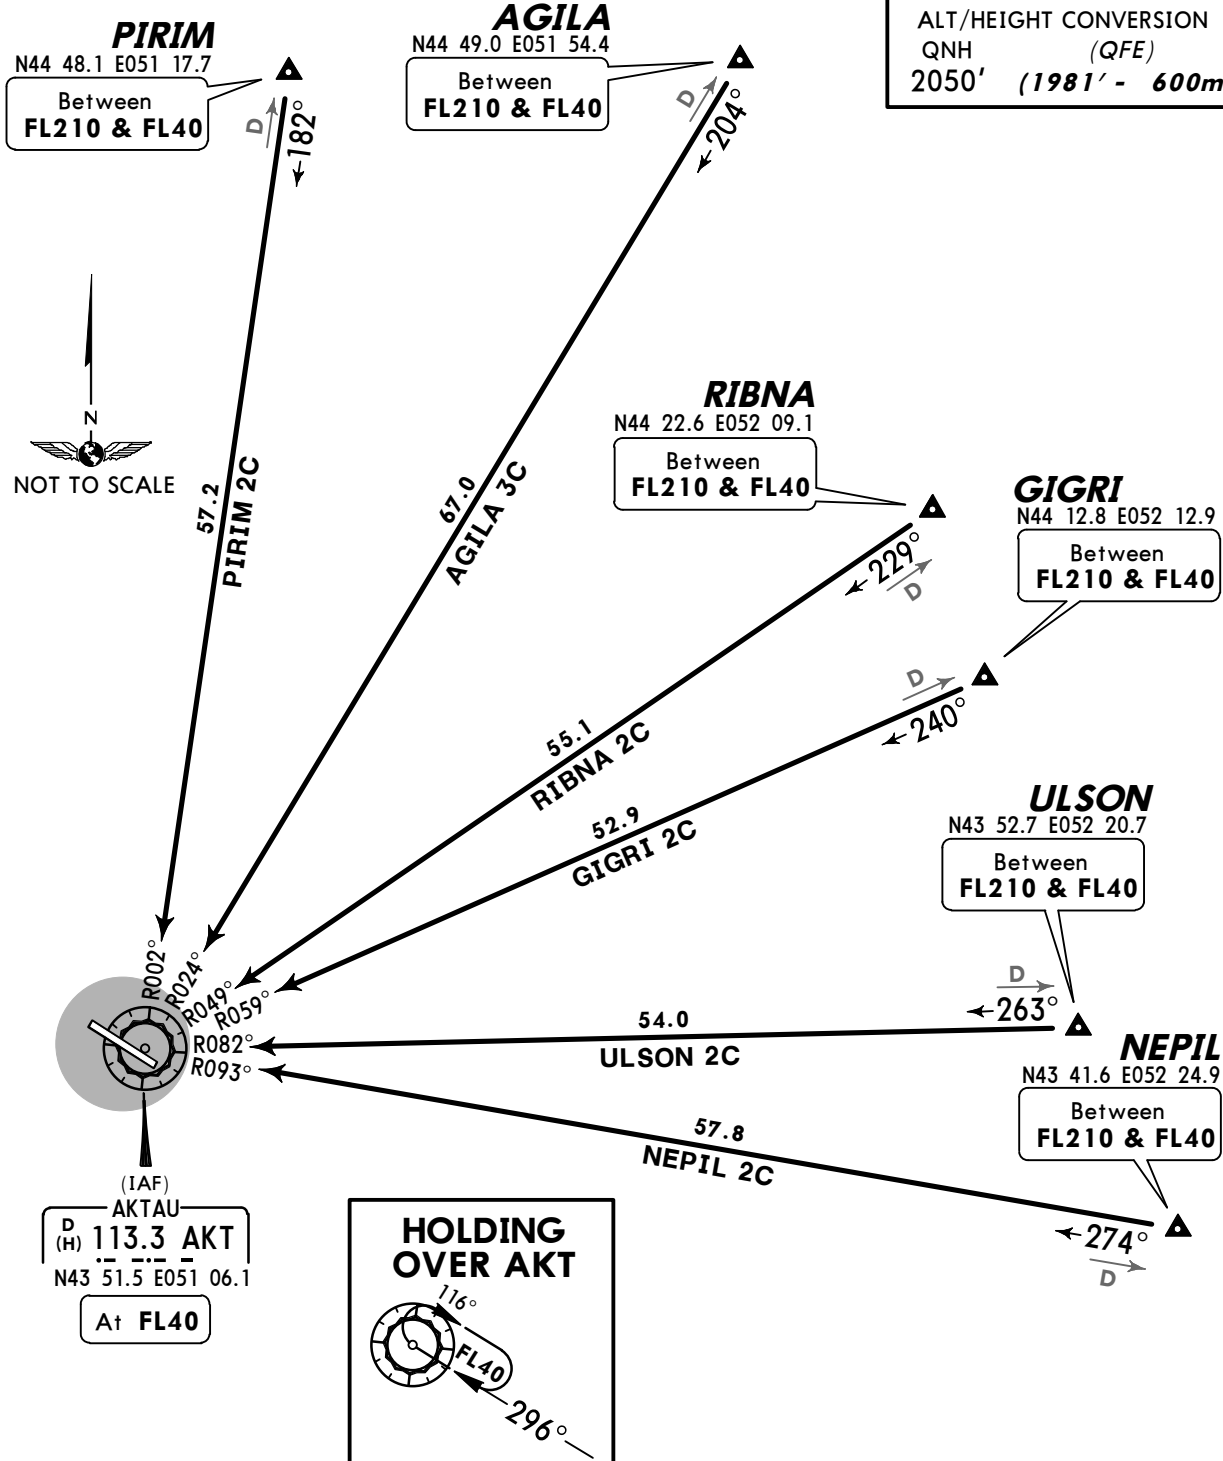 PIRIM
N44 48.1 E051 17.7
Between
FL210 & FL40
D
182°
AGILA
N44 49.0 E051 54.4
Between
FL210 & FL40
D
204°
ALT/HEIGHT CONVERSION
QNH (QFE)
2050' (1981' - 600m
N
NOT TO SCALE
57.2
PIRIM 2C
67.0
AGILA 3C
RIBNA
N44 22.6 E052 09.1
Between
FL210 & FL40
229°
D
GIGRI
N44 12.8 E052 12.9
Between
FL210 & FL40
D
240°
55.1
RIBNA 2C
52.9
GIGRI 2C
ULSON
N43 52.7 E052 20.7
Between
FL210 & FL40
D
263°
54.0
ULSON 2C
NEPIL
N43 41.6 E052 24.9
Between
FL210 & FL40
274°
D
57.8
NEPIL 2C
R002°
R024°
R049°
R059°
R082°
R093°
(IAF)
AKTAU
D
(H) 113.3 AKT
N43 51.5 E051 06.1
At FL40
HOLDING
OVER AKT
116°
FL40
296°